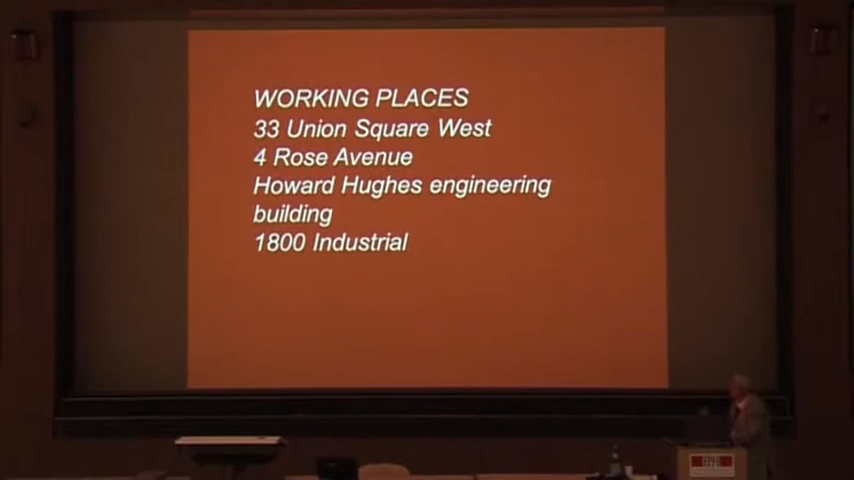 WORKING PLACES
33 Union Square West
4 Rose Avenue
Howard Hughes engineering
building
1800 Industrial